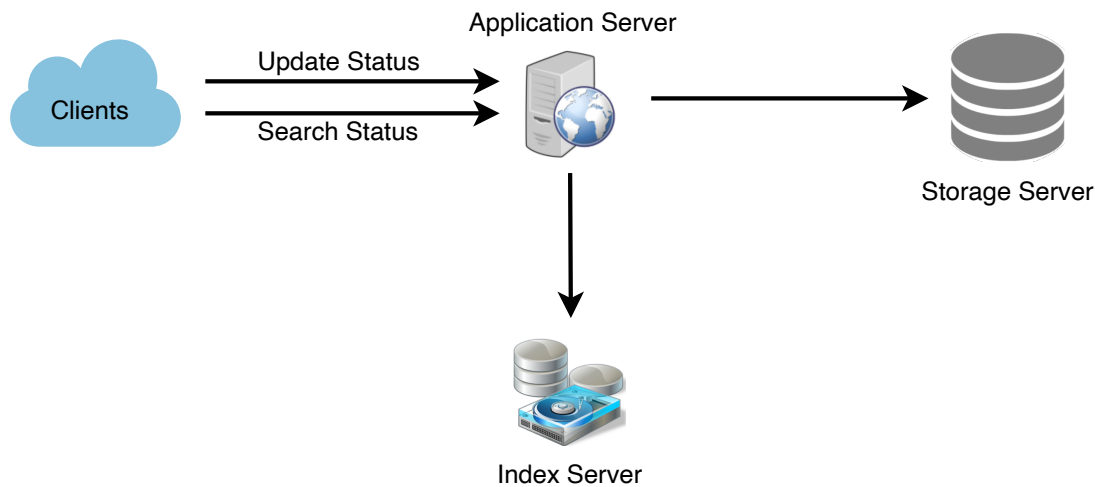 Application Server
Update Status
Clients
Search Status
Storage Server
Index Server